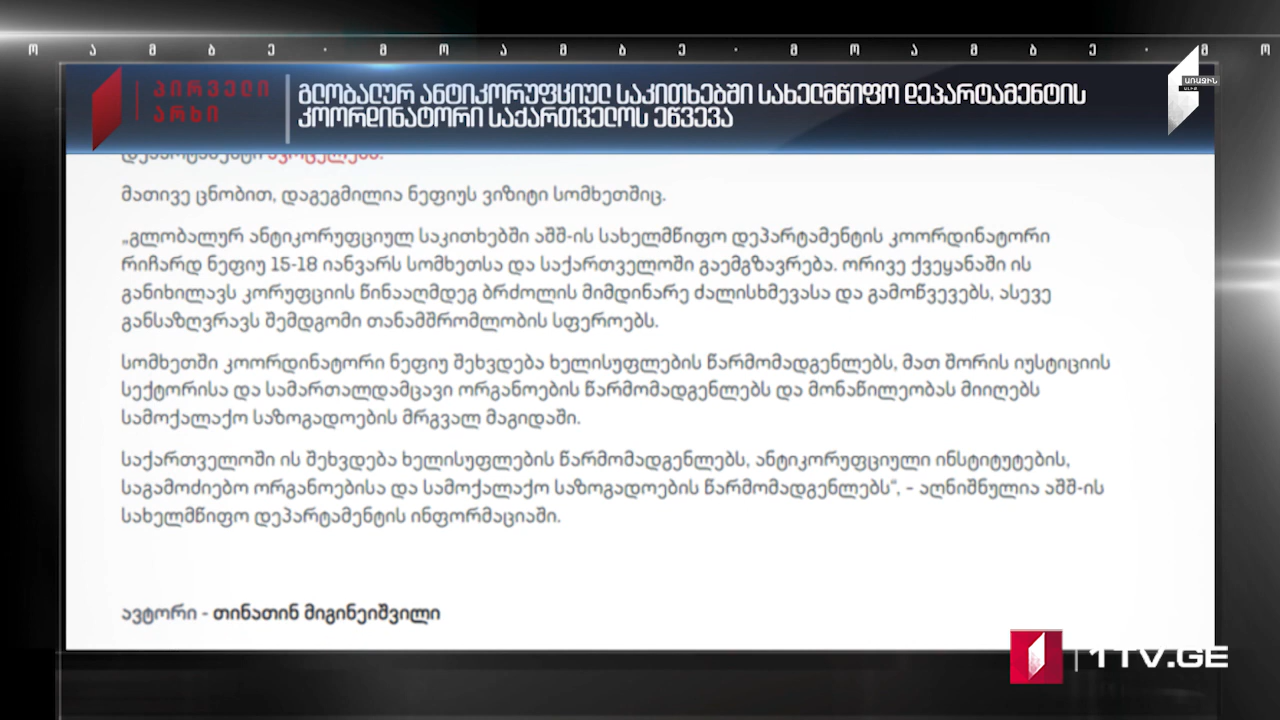 ო ა მ ბ ე · მ ო ა მ ბ ე · მ ო ა მ ბ ე · მ ო
პირველი
არხი
გლობალურ ანტიკორუფციულ საკითხებში სახელმწიფო დეპარტამენტის
კოორდინატორი საქართველოს ეწვევა
ԱՌԱՋԻՆ
ԱԼԻՔ
დეპარტამენტი ავრცელებს.
მათივე ცნობით, დაგეგმილია ნეფიუს ვიზიტი სომხეთშიც.
„გლობალურ ანტიკორუფციულ საკითხებში აშშ-ის სახელმწიფო დეპარტამენტის კოორდინატორი
რიჩარდ ნეფიუ 15-18 იანვარს სომხეთსა და საქართველოში გაემგზავრება. ორივე ქვეყანაში ის
განიხილავს კორუფციის წინააღმდეგ ბრძოლის მიმდინარე ძალისხმევასა და გამოწვევებს, ასევე
განსაზღვრავს შემდგომი თანამშრომლობის სფეროებს.
სომხეთში კოორდინატორი ნეფიუ შეხვდება ხელისუფლების წარმომადგენლებს, მათ შორის იუსტიციის
სექტორისა და სამართალდამცავი ორგანოების წარმომადგენლებს და მონაწილეობას მიიღებს
სამოქალაქო საზოგადოების მრგვალ მაგიდაში.
საქართველოში ის შეხვდება ხელისუფლების წარმომადგენლებს, ანტიკორუფციული ინსტიტუტების,
საგამოძიებო ორგანოებისა და სამოქალაქო საზოგადოების წარმომადგენლებს“, – აღნიშნულია აშშ-ის
სახელმწიფო დეპარტამენტის ინფორმაციაში.
ავტორი - თინათინ მიგინეიშვილი
1TV.GE